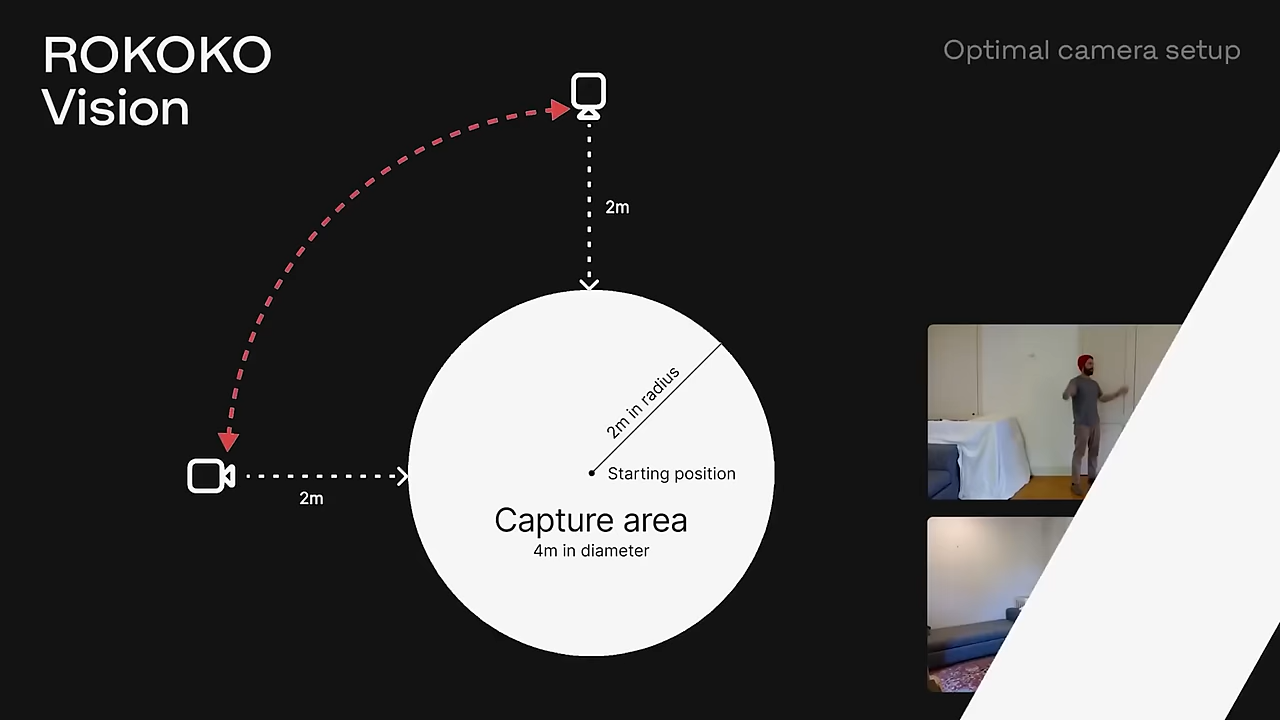 ROKOKO
Vision
Optimal camera setup
2m
2m in radius
Starting position
2m
Capture area
4m in diameter